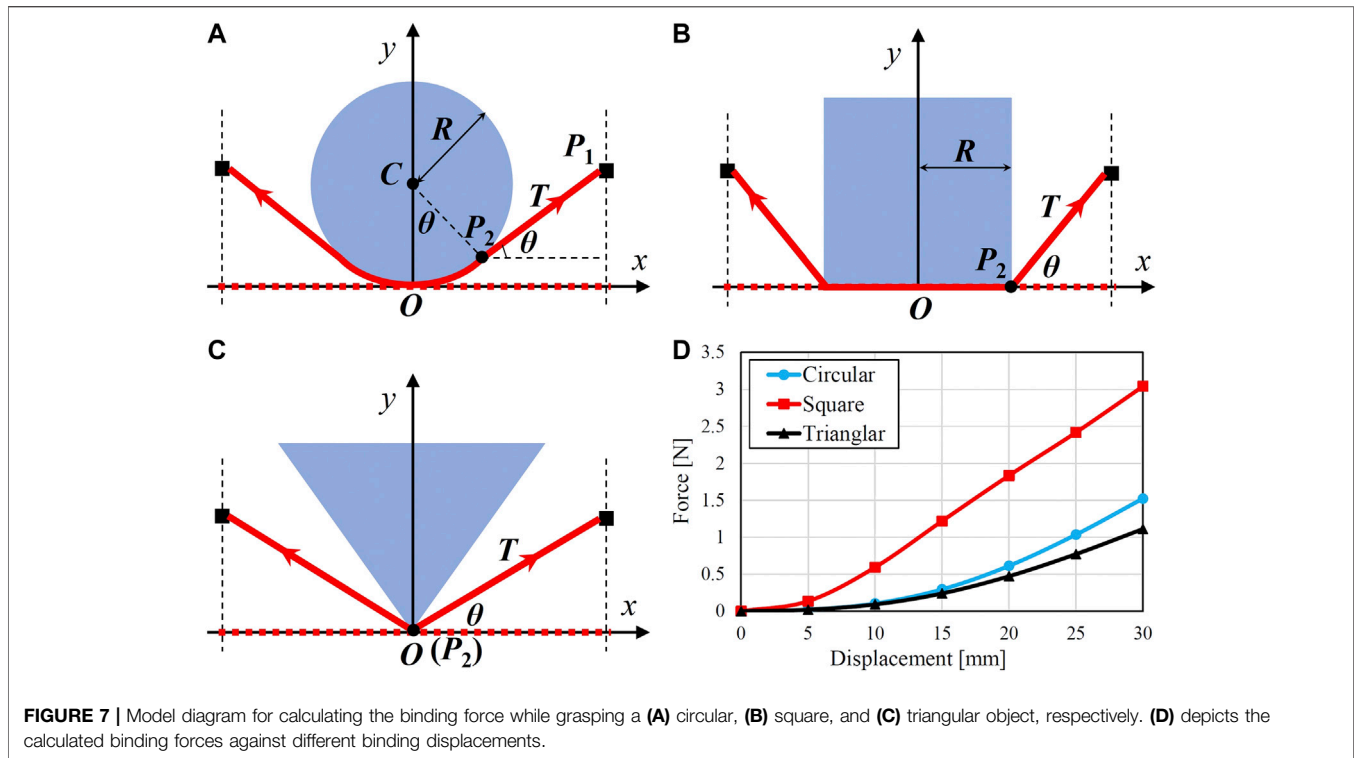 A
y
R
C
P₁
T
θ
P₂
θ
x
O
B
y
R
P₁
T
P₂
θ
x
O
C
y
T
θ
x
O (P₂)
D
3.5
3
2.5
2
1.5
1
0.5
0
Force [N]
Circular
Square
Trianglar
0 5 10 15 20 25 30
Displacement [mm]
FIGURE 7 | Model diagram for calculating the binding force while grasping a (A) circular, (B) square, and (C) triangular object, respectively. (D) depicts the
calculated binding forces against different binding displacements.